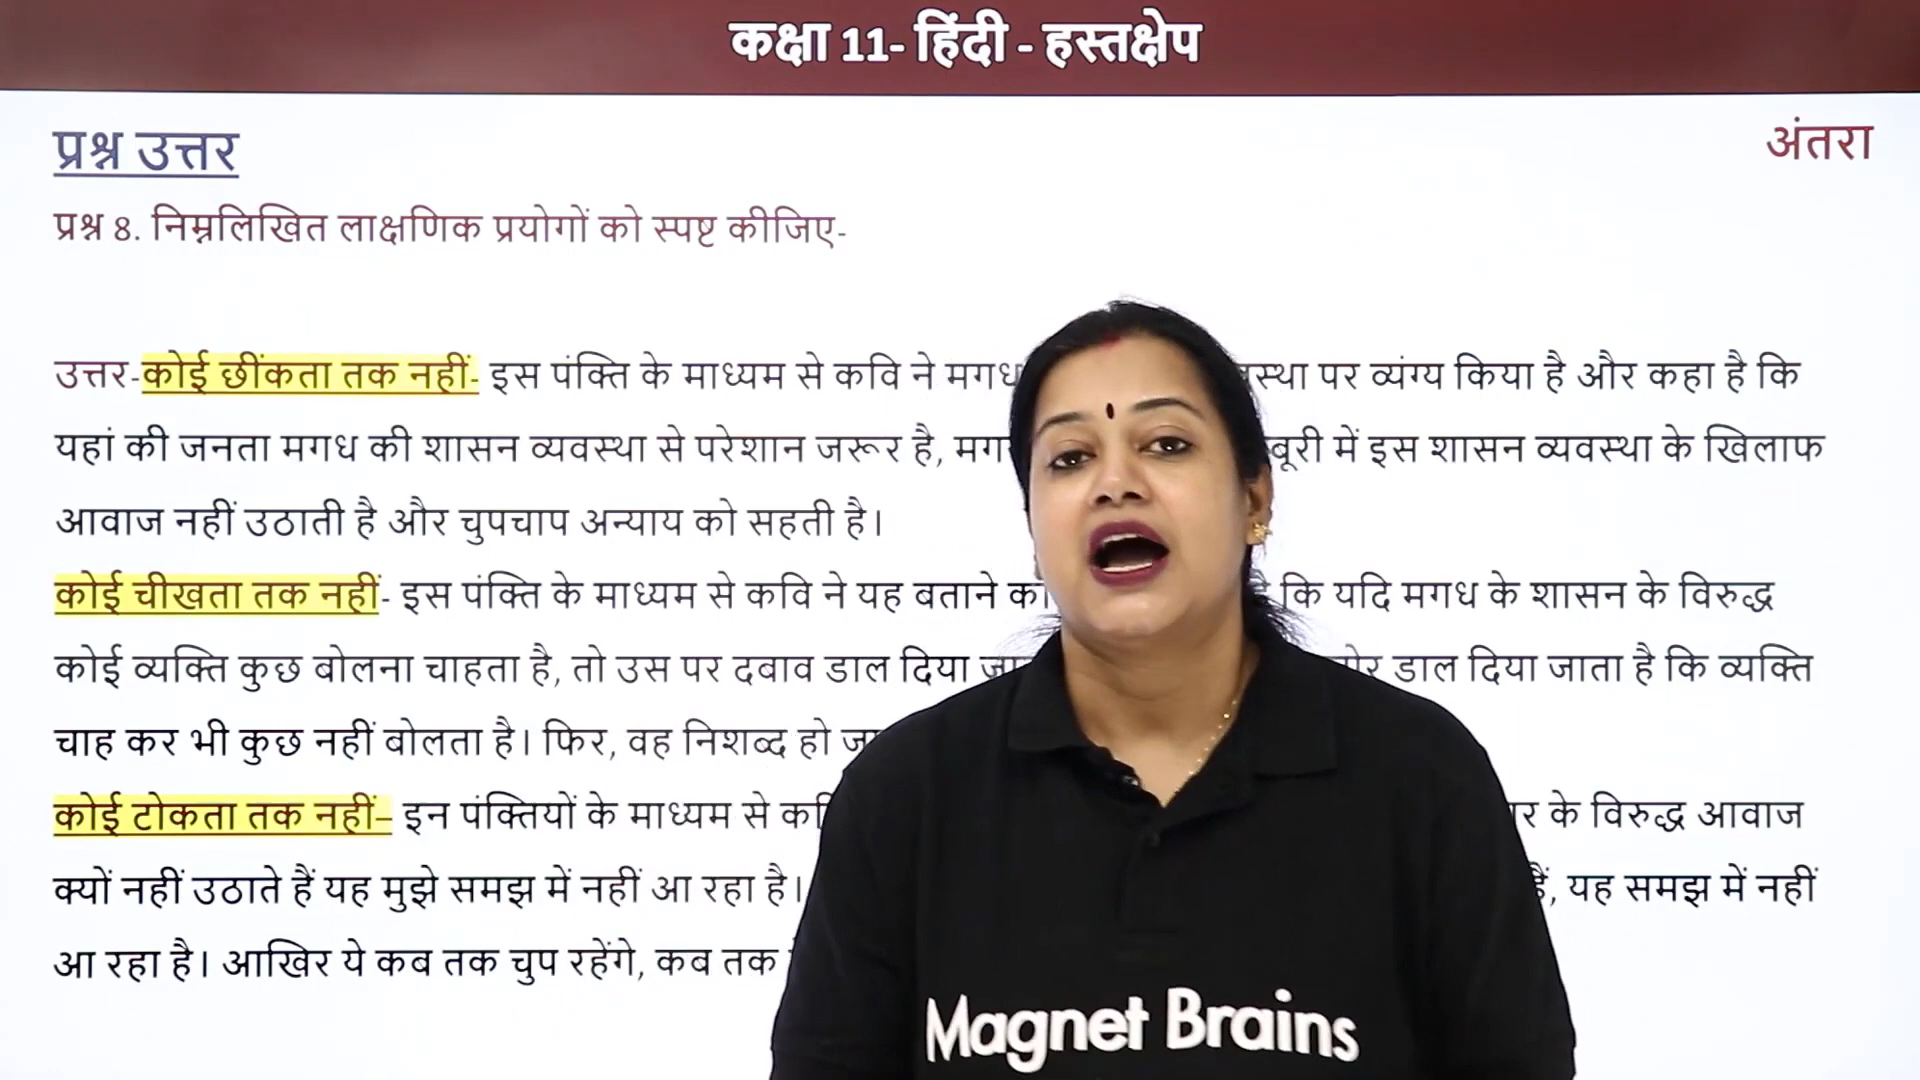 कक्षा 11- हिंदी - हस्तक्षेप
प्रश्न उत्तर
अंतरा
प्रश्न 8. निम्नलिखित लाक्षणिक प्रयोगों को स्पष्ट कीजिए-
उत्तर-कोई छींकता तक नहीं- इस पंक्ति के माध्यम से कवि ने मगध पर व्यंग्य किया है और कहा है कि
यहां की जनता मगध की शासन व्यवस्था से परेशान जरूर है, में इस शासन व्यवस्था के खिलाफ
आवाज नहीं उठाती है और चुपचाप अन्याय को सहती है।
कोई चीखता तक नहीं- इस पंक्ति के माध्यम से कवि ने यह बताने कि यदि मगध के शासन के विरुद्ध
कोई व्यक्ति कुछ बोलना चाहता है, तो उस पर दबाव डाल दिया डाल दिया जाता है कि व्यक्ति
चाह कर भी कुछ नहीं बोलता है। फिर, वह निशब्द हो
कोई टोकता तक नहीं– इन पंक्तियों के माध्यम से के विरुद्ध आवाज
क्यों नहीं उठाते हैं यह मुझे समझ में नहीं आ रहा है। यह समझ में नहीं
आ रहा है। आखिर ये कब तक चुप रहेंगे, कब तक
Magnet Brains